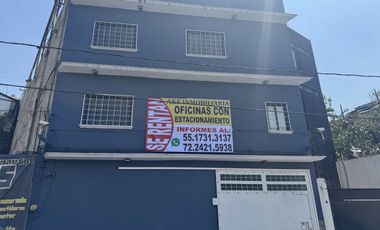 SE RENTAN
A&E INMOBILIARIA
OFICINAS CON
ESTACIONAMIENTO
INFORMES AL:
55.1731.3137
72.2421.5938